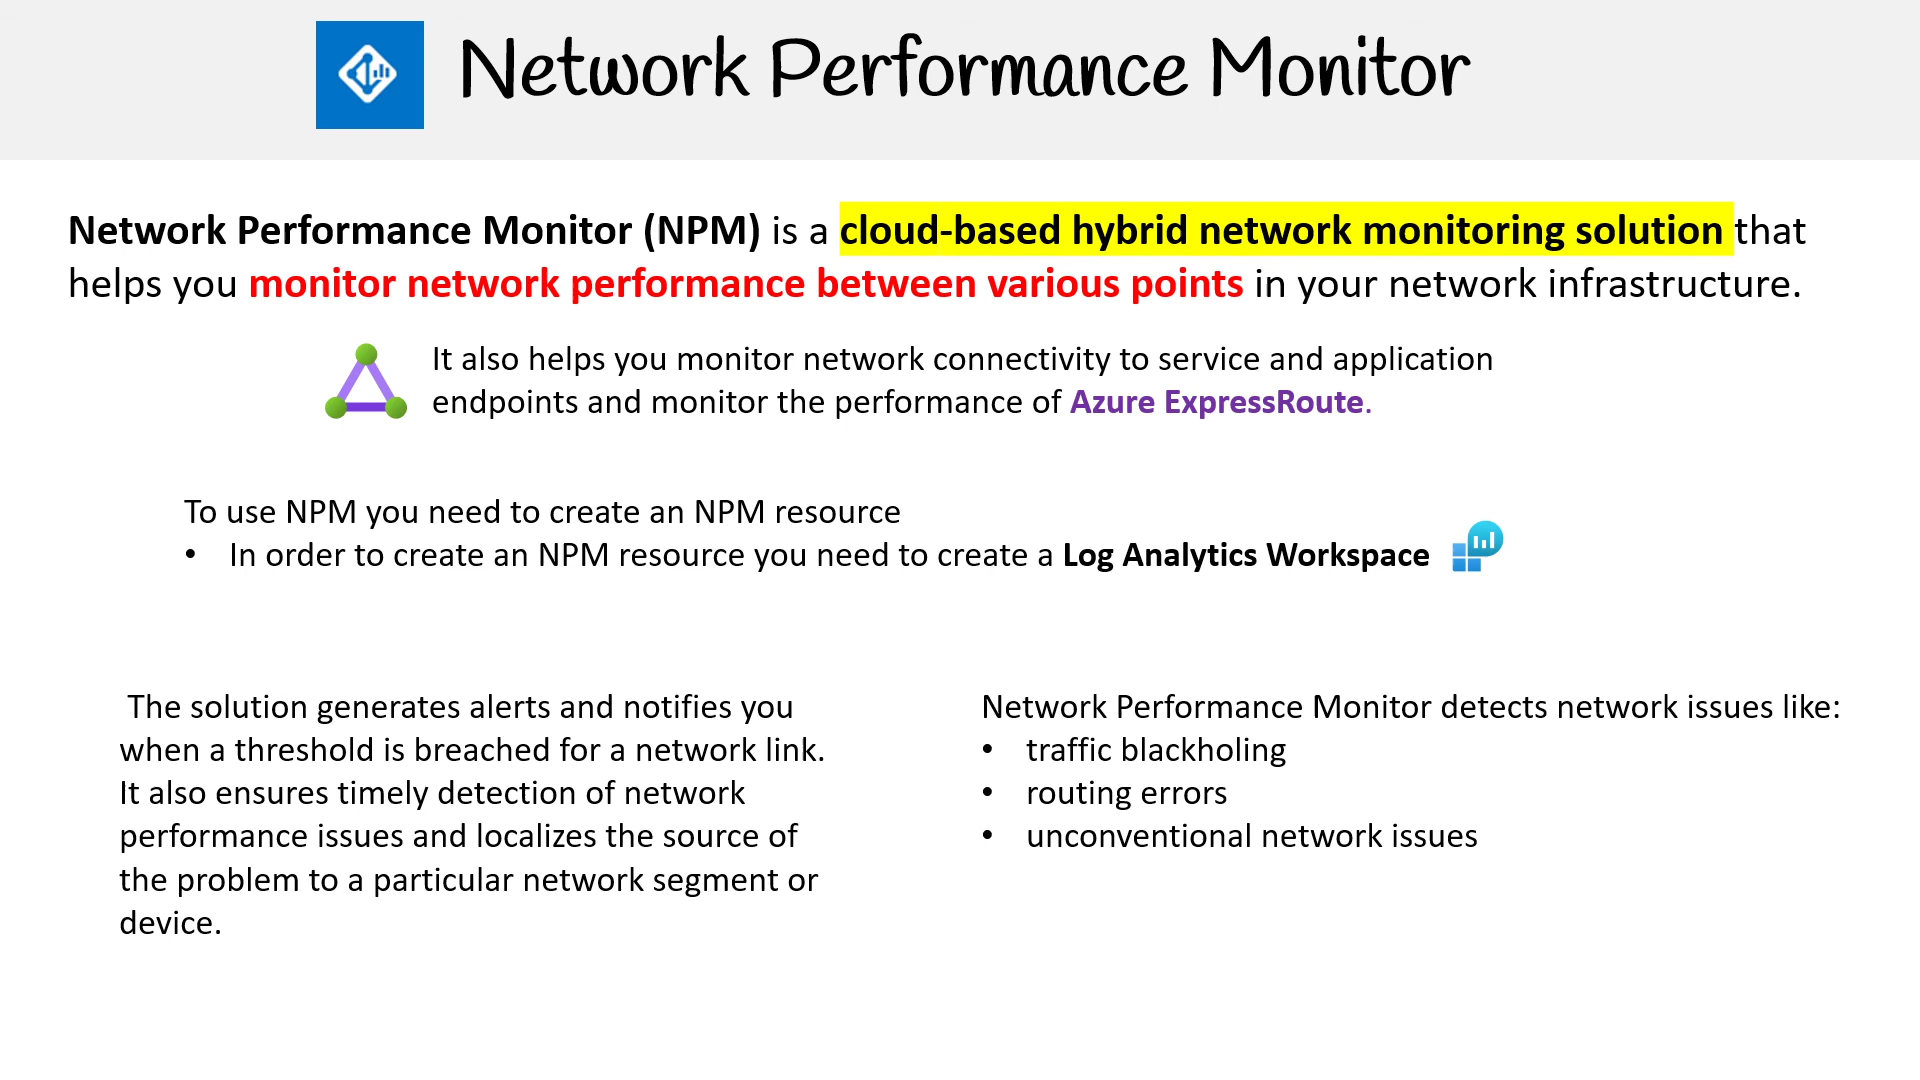 Network Performance Monitor
Network Performance Monitor (NPM) is a cloud-based hybrid network monitoring solution that
helps you monitor network performance between various points in your network infrastructure.
It also helps you monitor network connectivity to service and application
endpoints and monitor the performance of Azure ExpressRoute.
To use NPM you need to create an NPM resource
• In order to create an NPM resource you need to create a Log Analytics Workspace
The solution generates alerts and notifies you
when a threshold is breached for a network link.
It also ensures timely detection of network
performance issues and localizes the source of
the problem to a particular network segment or
device.
Network Performance Monitor detects network issues like:
• traffic blackholing
• routing errors
• unconventional network issues